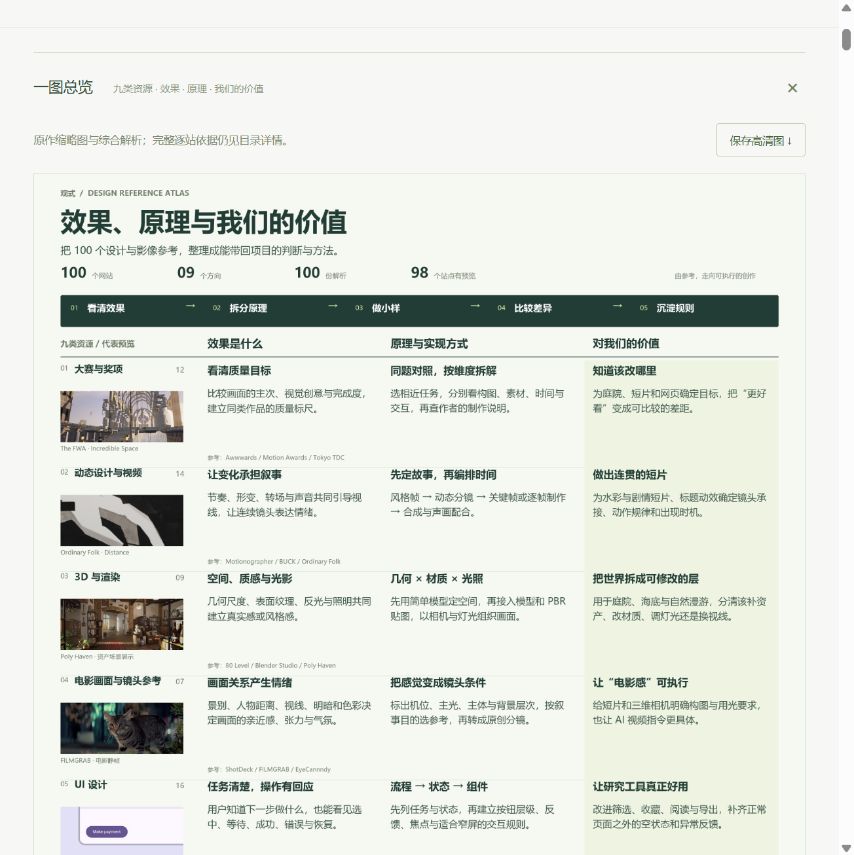 一图总览
九类资源 · 效果 · 原理 · 我们的价值
原作缩略图与综合解析；完整逐站依据仍见目录详情。
保存高清图 ↓
观式 / DESIGN REFERENCE ATLAS
效果、原理与我们的价值
把 100 个设计与影像参考，整理成能带回项目的判断与方法。
100 个网站 09 个方向 100 份解析 98 个站点有预览 由参考，走向可执行的创作
01 看清效果 → 02 拆分原理 → 03 做小样 → 04 比较差异 → 05 沉淀规则
九类资源 / 代表预览 效果是什么 原理与实现方式 对我们的价值
01 大赛与奖项 12
The FWA · Incredible Space
看清质量目标
比较画面的主次、视觉创意与完成度，
建立同类作品的质量标尺。
参考：Awwwards / Motion Awards / Tokyo TDC
同题对照，按维度拆解
选相近任务，分别看构图、素材、时间与
交互，再查作者的制作说明。
知道该改哪里
为庭院、短片和网页确定目标，把“更好
看”变成可比较的差距。
02 动态设计与视频 14
Ordinary Folk · Distance
让变化承担叙事
节奏、形变、转场与声音共同引导视
线，让连续镜头表达情绪。
参考：Motionographer / BUCK / Ordinary Folk
先定故事，再编排时间
风格帧 → 动态分镜 → 关键帧或逐帧制作
→ 合成与声画配合。
做出连贯的短片
为水彩与剧情短片、标题动效确定镜头承
接、动作规律和出现时机。
03 3D 与渲染 09
Poly Haven · 资产场景展示
空间、质感与光影
几何尺度、表面纹理、反光与照明共同
建立真实感或风格感。
参考：80 Level / Blender Studio / Poly Haven
几何 × 材质 × 光照
先用简单模型定空间，再接入模型和 PBR
贴图，以相机与灯光组织画面。
把世界拆成可修改的层
用于庭院、海底与自然漫游，分清该补资
产、改材质、调灯光还是换视线。
04 电影画面与镜头参考 07
FILMGRAB · 电影静帧
画面关系产生情绪
景别、人物距离、视线、明暗和色彩决
定画面的亲近感、张力与气氛。
参考：ShotDeck / FILMGRAB / EyeCannndy
把感觉变成镜头条件
标出机位、主光、主体与背景层次，按叙
事目的选参考，再转成原创分镜。
让“电影感”可执行
给短片和三维相机明确构图与用光要求，
也让 AI 视频指令更具体。
05 UI 设计 16
Make payment
任务清楚，操作有回应
用户知道下一步做什么，也能看见选
中、等待、成功、错误与恢复。
流程 → 状态 → 组件
先列任务与状态，再建立按钮层级、反
馈、焦点与适合窄屏的交互规则。
让研究工具真正好用
改进筛选、收藏、阅读与导出，补齐正常
页面之外的空状态和异常反馈。